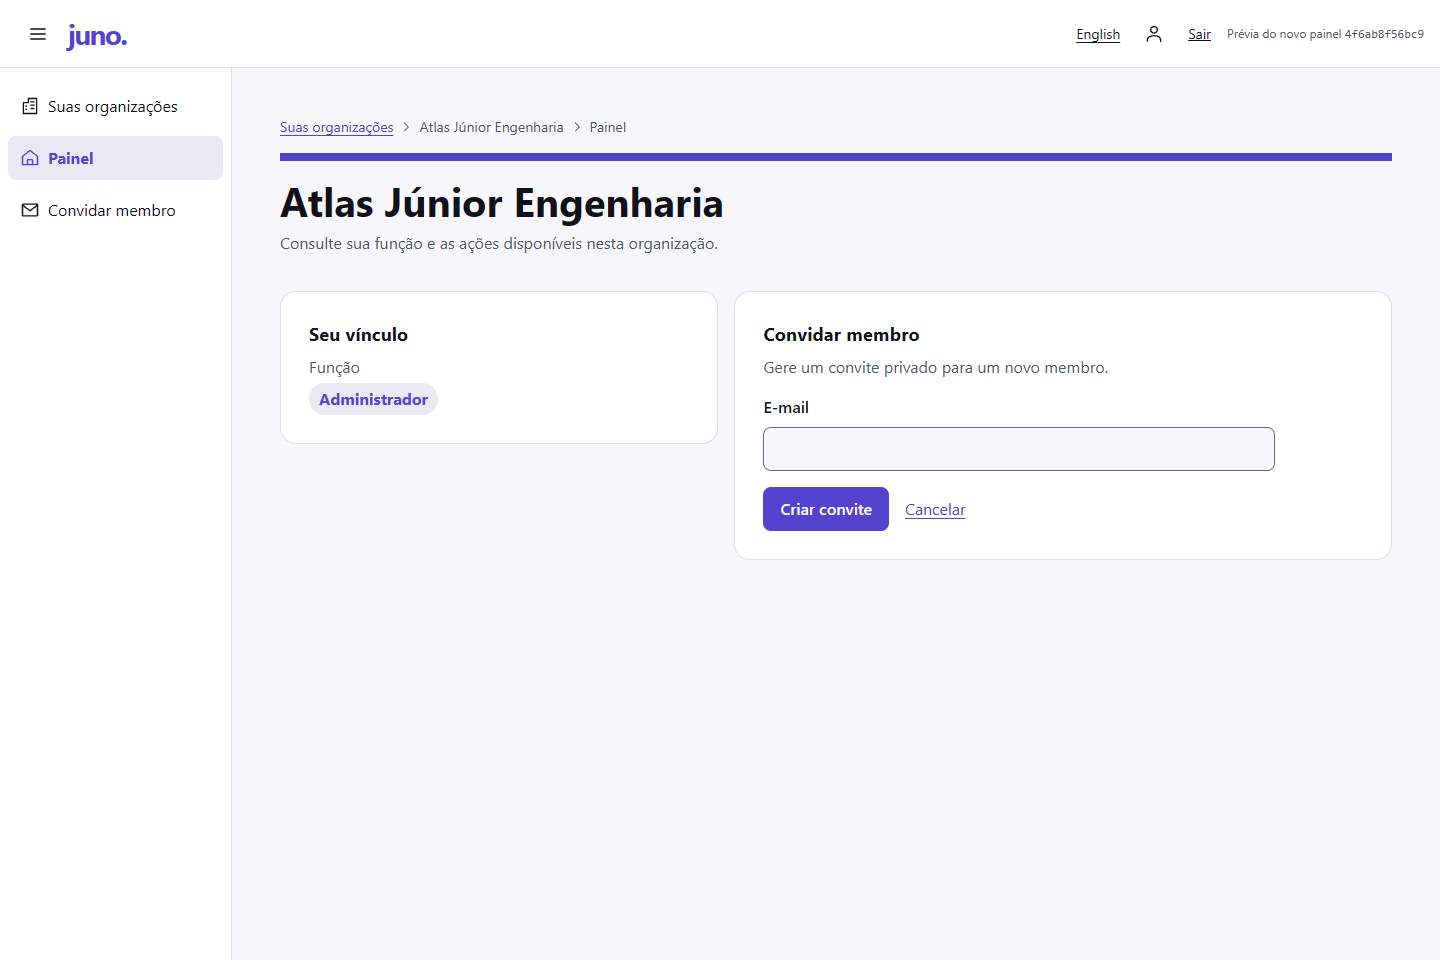 juno.
English
Sair
Prévia do novo painel 4f6ab8f56bc9
Suas organizações
Painel
Convidar membro
Suas organizações > Atlas Júnior Engenharia > Painel
Atlas Júnior Engenharia
Consulte sua função e as ações disponíveis nesta organização.
Seu vínculo
Função
Administrador
Convidar membro
Gere um convite privado para um novo membro.
E-mail
Criar convite
Cancelar